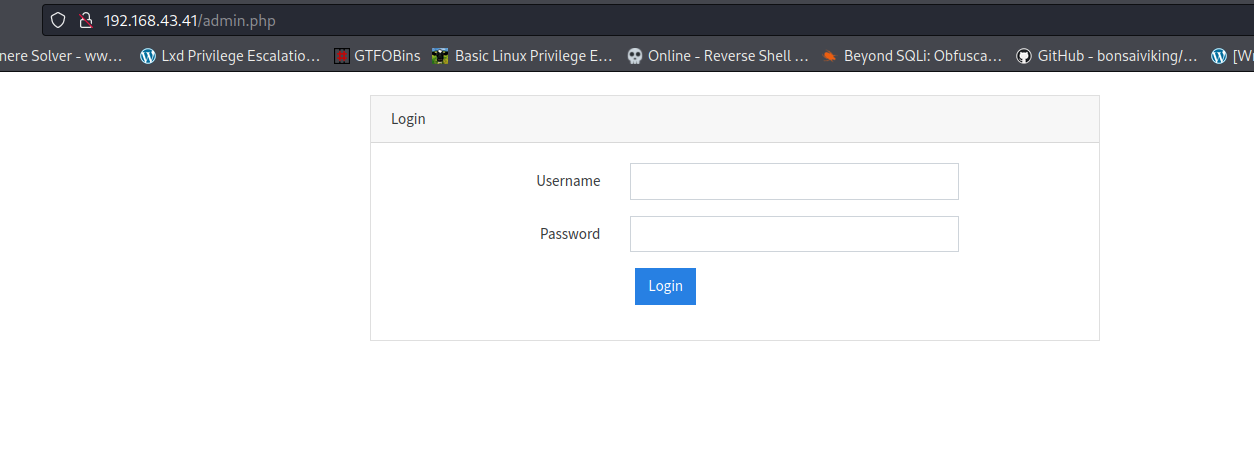 192.168.43.41/admin.php
nere Solver - ww… Lxd Privilege Escalatio… GTFOBins Basic Linux Privilege E… Online - Reverse Shell … Beyond SQLi: Obfusca… GitHub - bonsaiviking/… [Wr
Login
Username
Password
Login